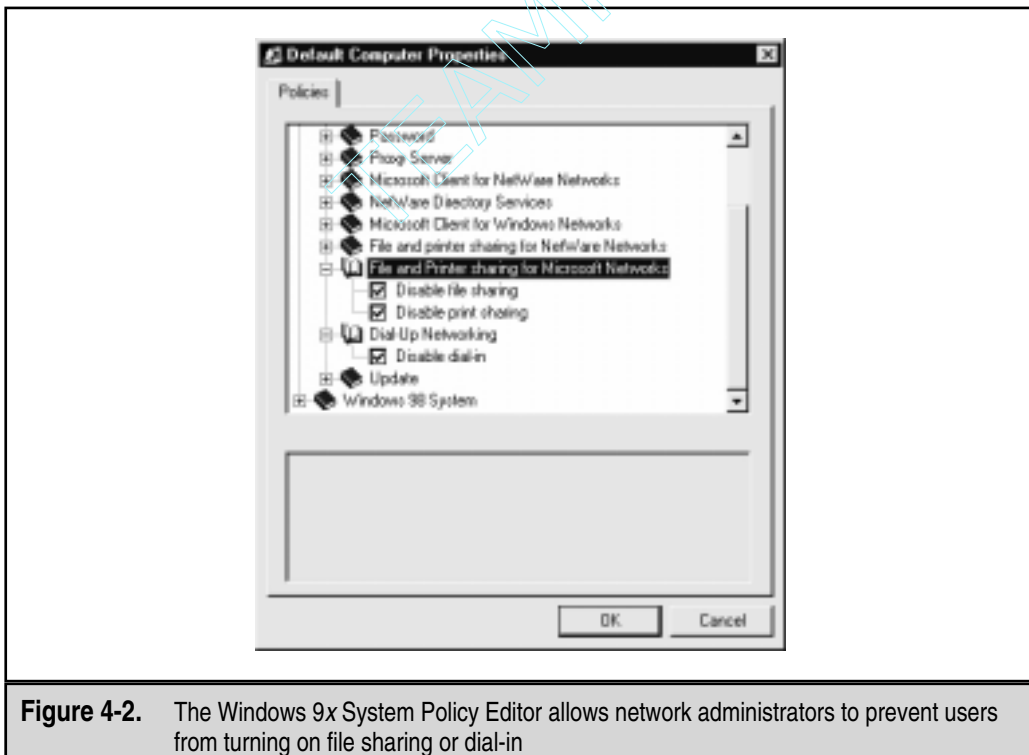 Default Computer Properties
Policies
Password
Proxy Server
Microsoft Client for NetWare Networks
NetWare Directory Services
Microsoft Client for Windows Networks
File and printer sharing for NetWare Networks
File and Printer sharing for Microsoft Networks
Disable file sharing
Disable print sharing
Dial-Up Networking
Disable dial-in
Update
Windows 98 System
OK
Cancel
Figure 4-2. The Windows 9x System Policy Editor allows network administrators to prevent users
from turning on file sharing or dial-in